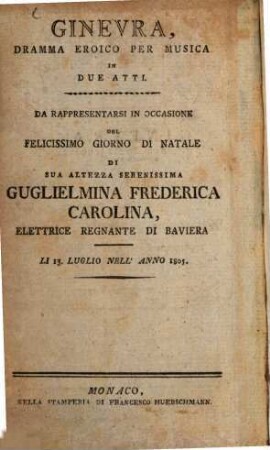 GINEVRA,
DRAMMA EROICO PER MUSICA
IN
DUE ATTI.
DA RAPPRESENTARSI IN OCCASIONE
DEL
FELICISSIMO GIORNO DI NATALE
DI
SUA ALTEZZA SERENISSIMA
GUGLIELMINA FREDERICA
CAROLINA,
ELETTRICE REGNANTE DI BAVIERA
LI 13. LUGLIO NELL' ANNO 1805.
MONACO,
NELLA STAMPERIA DI FRANCESCO HUEBSCHMANN.